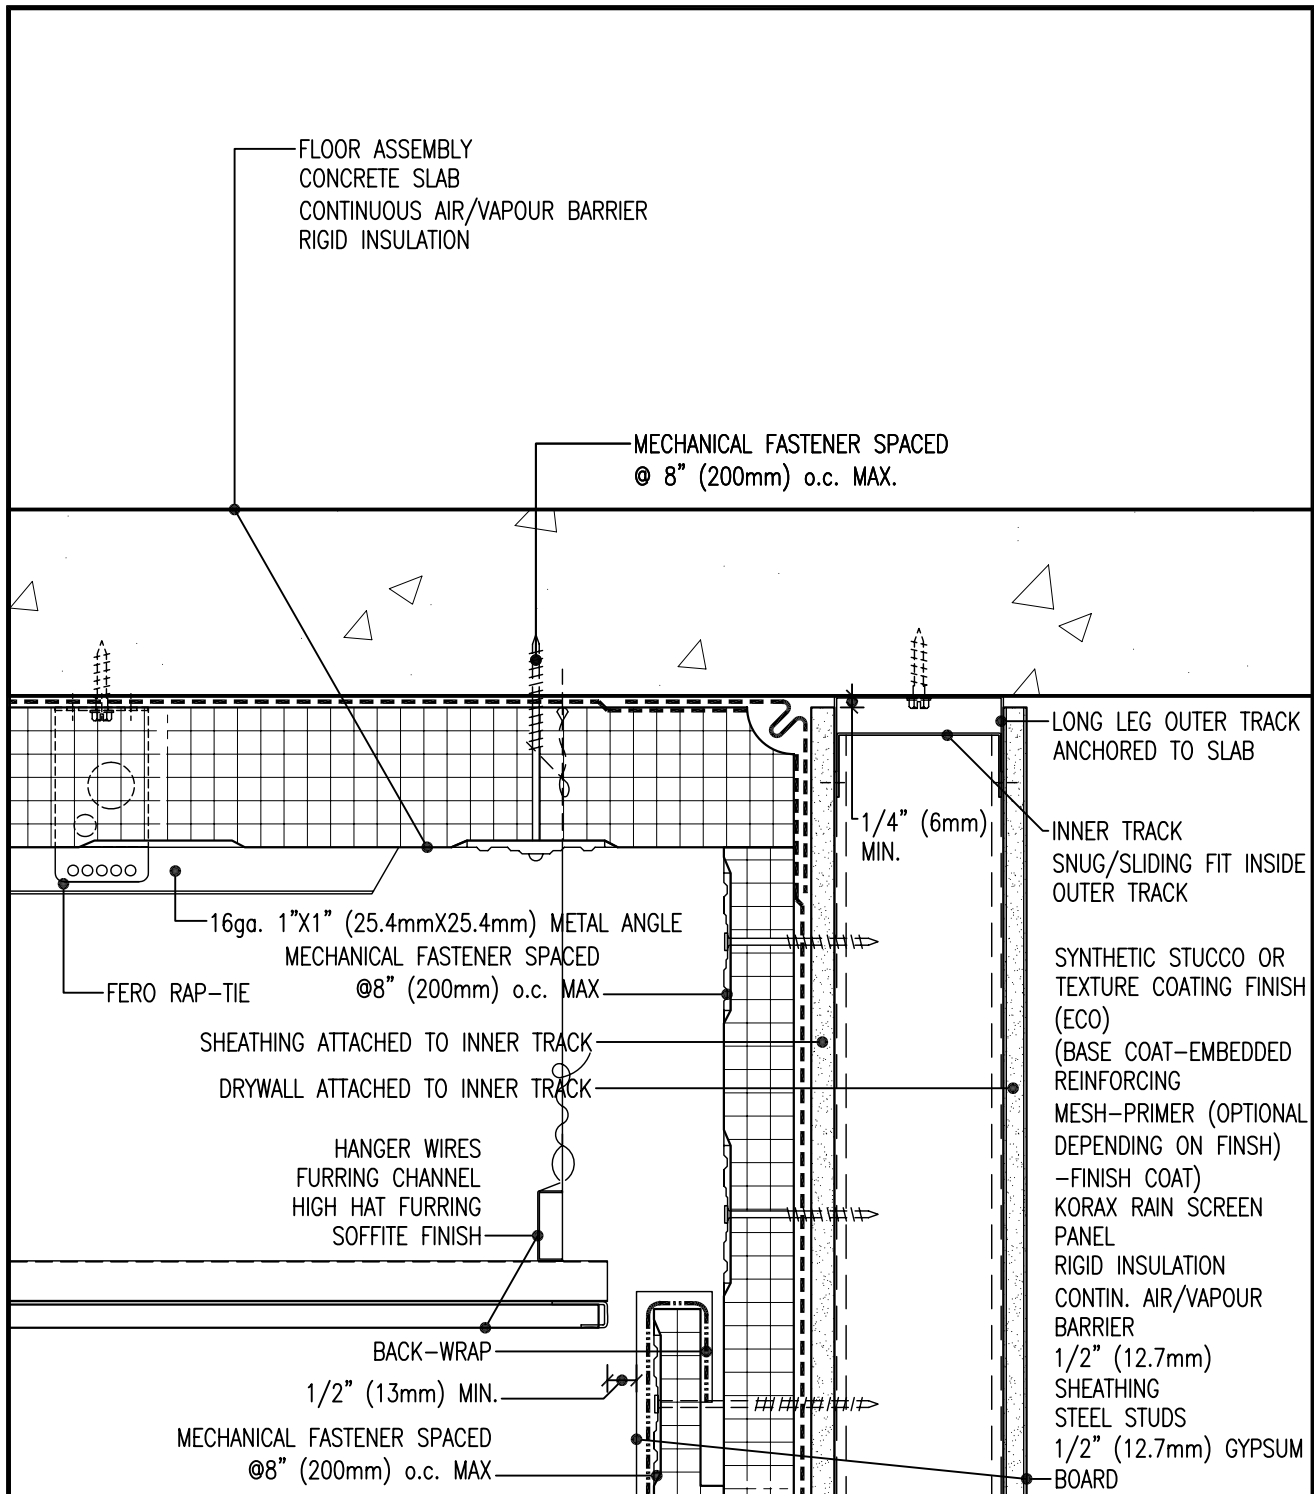 FLOOR ASSEMBLY
CONCRETE SLAB
CONTINUOUS AIR/VAPOUR BARRIER
RIGID INSULATION
MECHANICAL FASTENER SPACED
@ 8" (200mm) o.c. MAX.
LONG LEG OUTER TRACK
ANCHORED TO SLAB
1/4" (6mm)
MIN.
INNER TRACK
SNUG/SLIDING FIT INSIDE
OUTER TRACK
16ga. 1"X1" (25.4mmX25.4mm) METAL ANGLE
MECHANICAL FASTENER SPACED
@8" (200mm) o.c. MAX
FERO RAP-TIE
SHEATHING ATTACHED TO INNER TRACK
DRYWALL ATTACHED TO INNER TRACK
HANGER WIRES
FURRING CHANNEL
HIGH HAT FURRING
SOFFITE FINISH
BACK-WRAP
1/2" (13mm) MIN.
MECHANICAL FASTENER SPACED
@8" (200mm) o.c. MAX
SYNTHETIC STUCCO OR
TEXTURE COATING FINISH
(ECO)
(BASE COAT-EMBEDDED
REINFORCING
MESH-PRIMER (OPTIONAL
DEPENDING ON FINSH)
-FINISH COAT)
KORAX RAIN SCREEN
PANEL
RIGID INSULATION
CONTIN. AIR/VAPOUR
BARRIER
1/2" (12.7mm)
SHEATHING
STEEL STUDS
1/2" (12.7mm) GYPSUM
BOARD